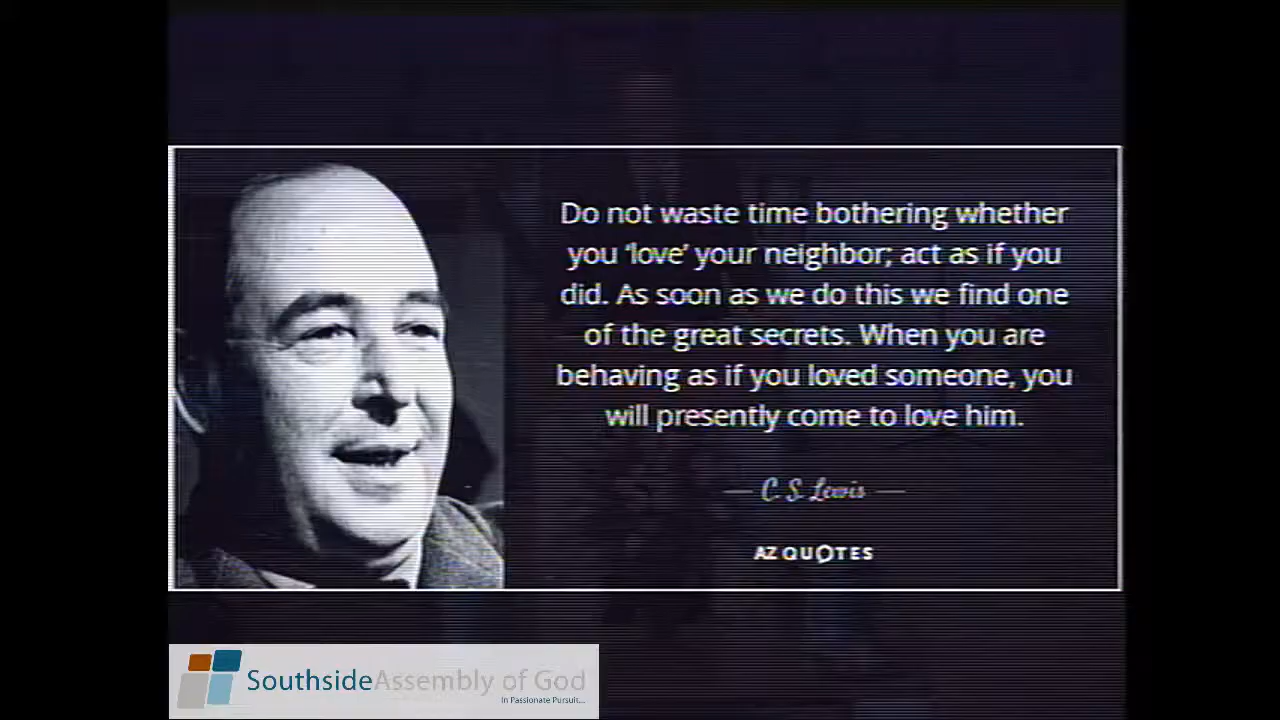 Do not waste time bothering whether
you ‘love’ your neighbor; act as if you
did. As soon as we do this we find one
of the great secrets. When you are
behaving as if you loved someone, you
will presently come to love him.
— C. S. Lewis —
AZ QUOTES
Southside Assembly of God
In Passionate Pursuit...